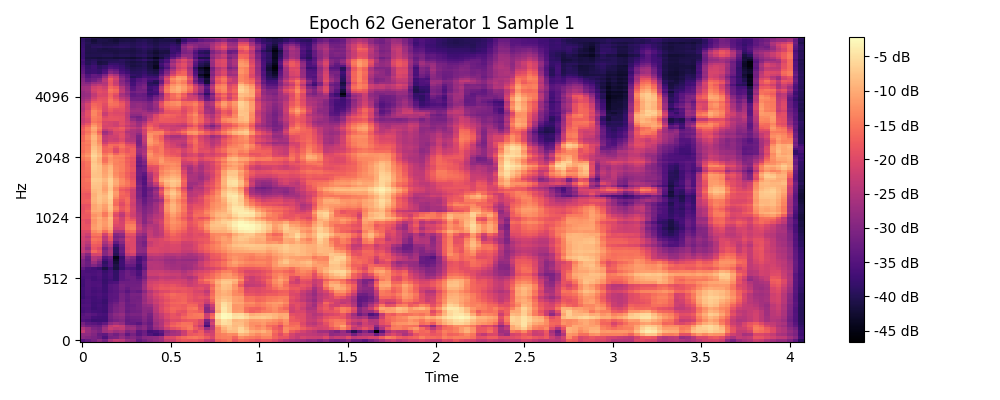 Epoch 62 Generator 1 Sample 1
Hz
4096
2048
1024
512
0
0 0.5 1 1.5 2 2.5 3 3.5 4
Time
-5 dB
-10 dB
-15 dB
-20 dB
-25 dB
-30 dB
-35 dB
-40 dB
-45 dB